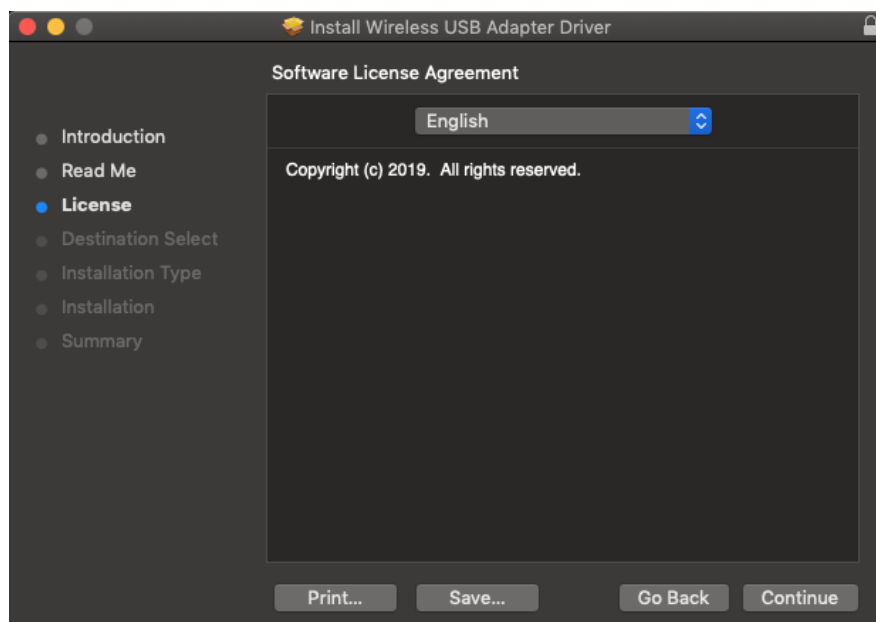 Install Wireless USB Adapter Driver
Software License Agreement
Introduction
Read Me
License
Destination Select
Installation Type
Installation
Summary
English
Copyright (c) 2019.  All rights reserved.
Print...
Save...
Go Back
Continue